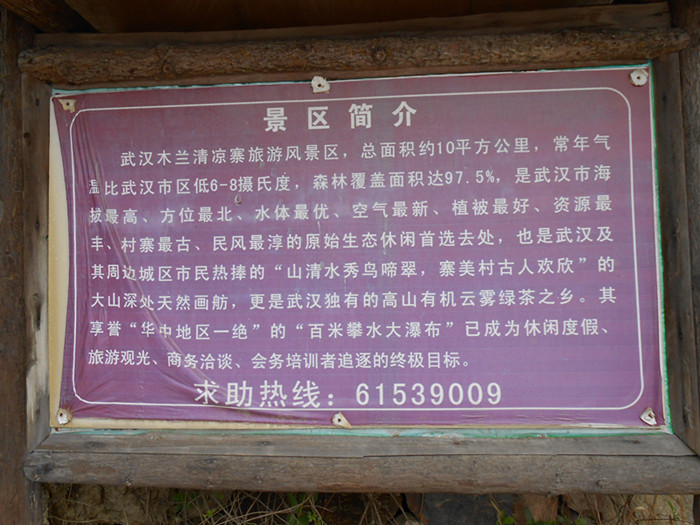 景区简介
武汉木兰清凉寨旅游风景区，总面积约10平方公里，常年气
温比武汉市区低6-8摄氏度，森林覆盖面积达97.5%，是武汉市海
拔最高、方位最北、水体最优、空气最新、植被最好、资源最
丰、村寨最古、民风最淳的原始生态休闲首选去处，也是武汉及
其周边城区市民热捧的“山清水秀鸟啼翠，寨美村古人欢欣”的
大山深处天然画舫，更是武汉独有的高山有机云雾绿茶之乡。其
享誉“华中地区一绝”的“百米攀水大瀑布”已成为休闲度假、
旅游观光、商务洽谈、会务培训者追逐的终极目标。
求助热线：61539009